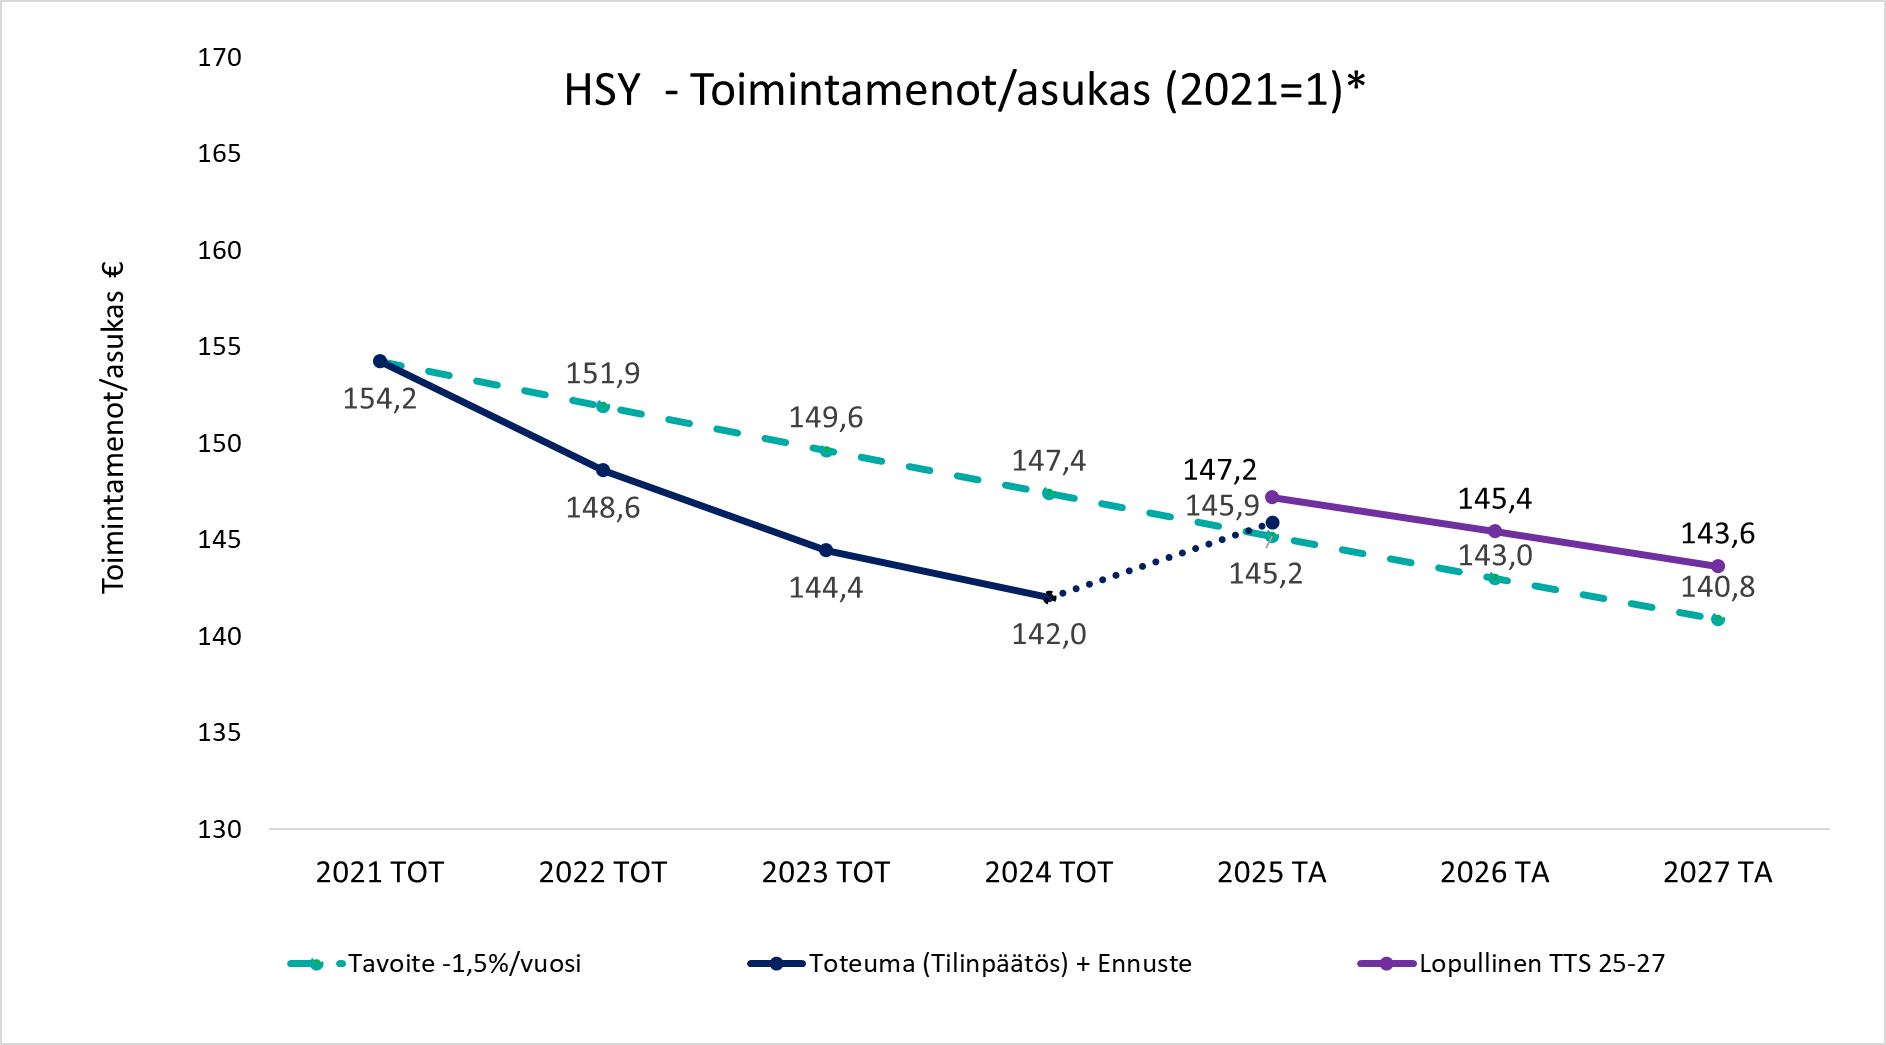 HSY  - Toimintamenot/asukas (2021=1)*
Toimintamenot/asukas €
170
165
160
155
150
145
140
135
130
154,2
151,9
149,6
147,4
145,2
143,0
140,8
148,6
144,4
142,0
145,9
147,2
145,4
143,6
2021 TOT
2022 TOT
2023 TOT
2024 TOT
2025 TA
2026 TA
2027 TA
Tavoite -1,5%/vuosi
Toteuma (Tilinpäätös) + Ennuste
Lopullinen TTS 25-27